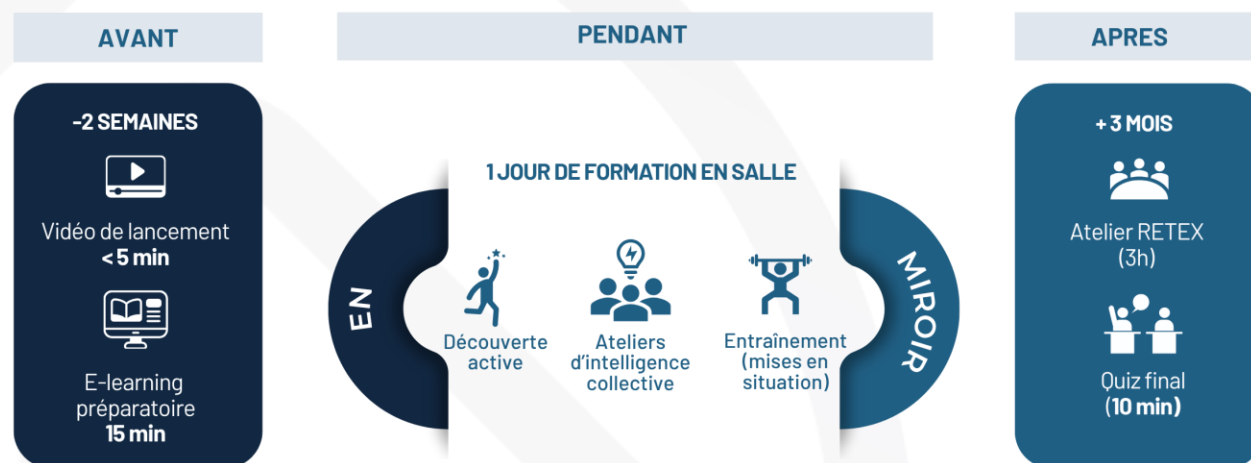 AVANT
-2 SEMAINES
Vidéo de lancement
< 5 min
E-learning
préparatoire
15 min
PENDANT
1 JOUR DE FORMATION EN SALLE
EN
Découverte
active
Ateliers
d'intelligence
collective
Entraînement
(mises en
situation)
MIROIR
APRES
+ 3 MOIS
Atelier RETEX
(3h)
Quiz final
(10 min)